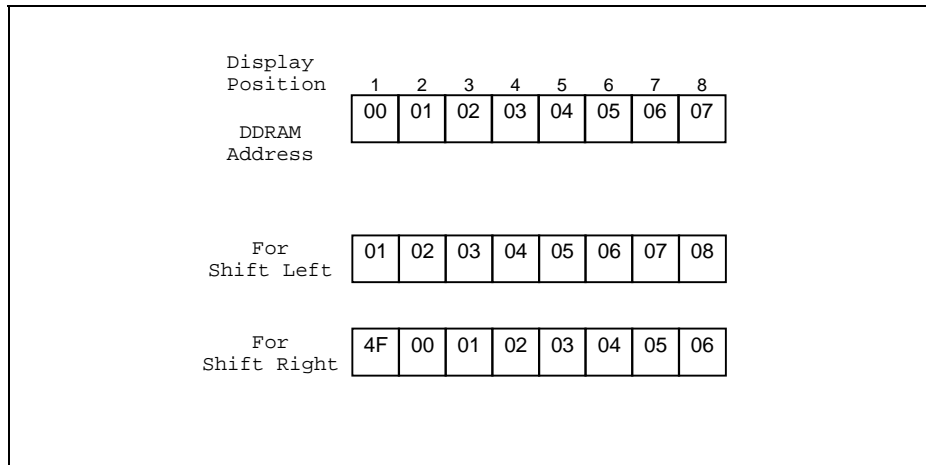 Display
Position 1 2 3 4 5 6 7 8
00 01 02 03 04 05 06 07
DDRAM
Address
For
Shift Left 01 02 03 04 05 06 07 08
For
Shift Right 4F 00 01 02 03 04 05 06